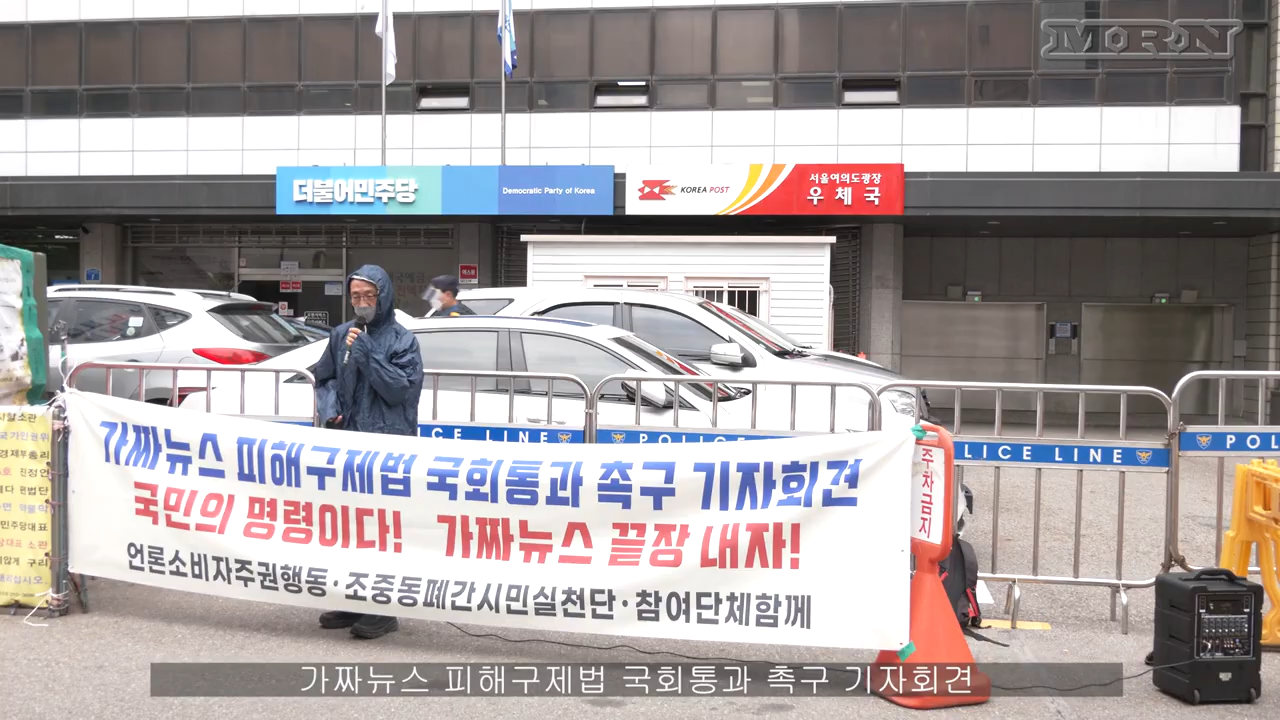 MORN
더불어민주당
Democratic Party of Korea
KOREA POST
서울여의도광장
우체국
POLICE LINE
POLICE LINE
POL
주차금지
가짜뉴스 피해구제법 국회통과 촉구 기자회견
국민의 명령이다! 가짜뉴스 끝장 내자!
언론소비자주권행동·조중동폐간시민실천단·참여단체함께
가짜뉴스 피해구제법 국회통과 촉구 기자회견